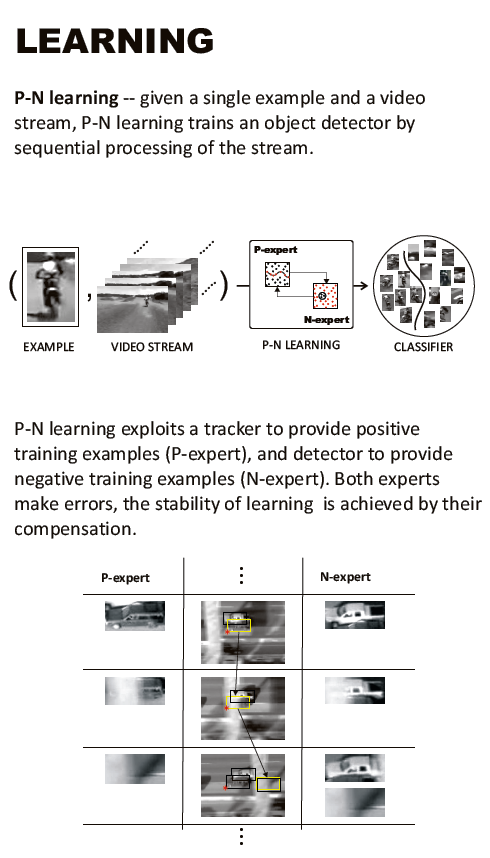 LEARNING
P-N learning -- given a single example and a video
stream, P-N learning trains an object detector by
sequential processing of the stream.
P-expert
( , )
N-expert
EXAMPLE VIDEO STREAM P-N LEARNING CLASSIFIER
P-N learning exploits a tracker to provide positive
training examples (P-expert), and detector to provide
negative training examples (N-expert). Both experts
make errors, the stability of learning is achieved by their
compensation.
P-expert N-expert